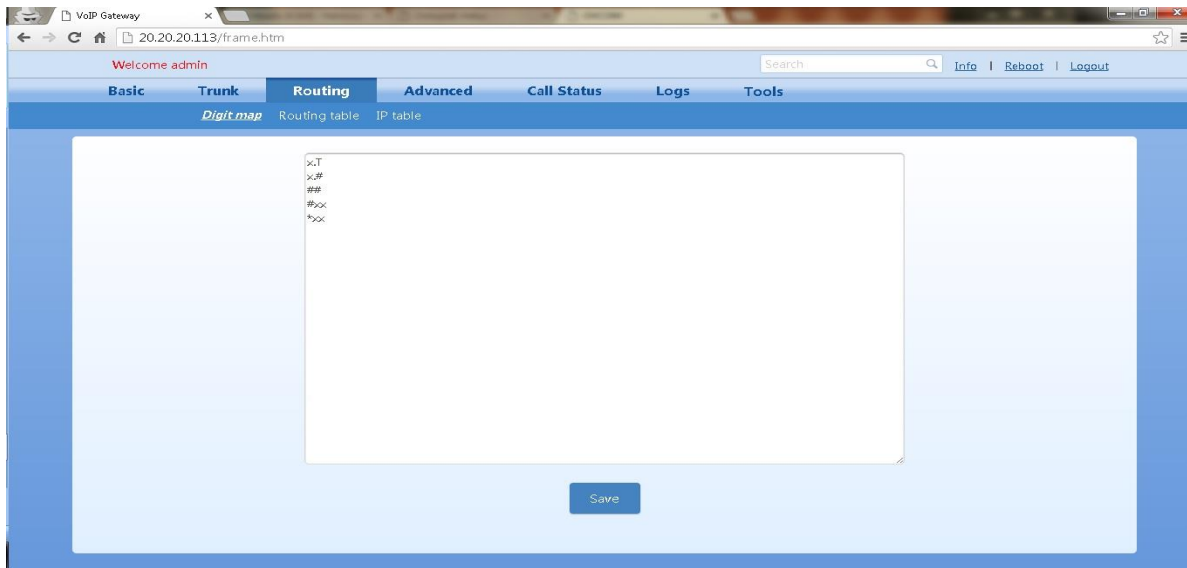 VoIP Gateway
20.20.20.113/frame.htm
Welcome admin
Search
Info | Reboot | Logout
Basic Trunk Routing Advanced Call Status Logs Tools
Digit map Routing table IP table
x.T
x.#
##
#xx
*xx
Save